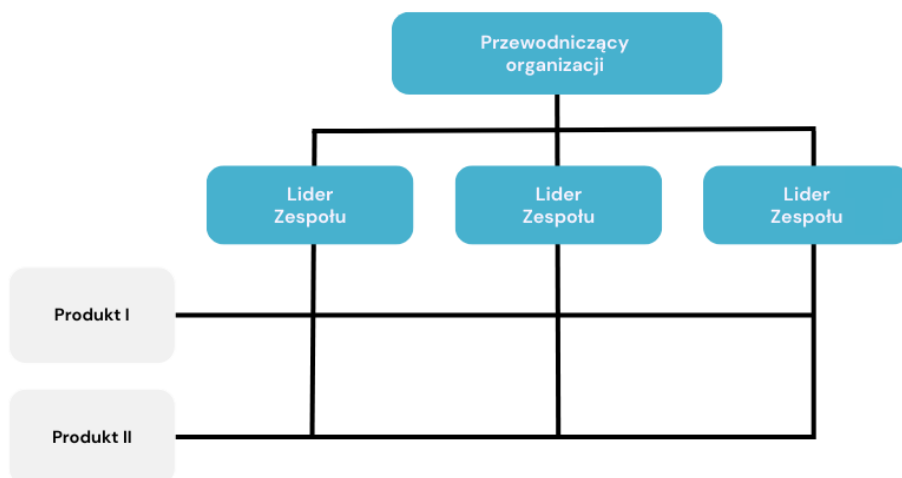 Przewodniczący
organizacji
Lider
Zespołu
Lider
Zespołu
Lider
Zespołu
Produkt I
Produkt II